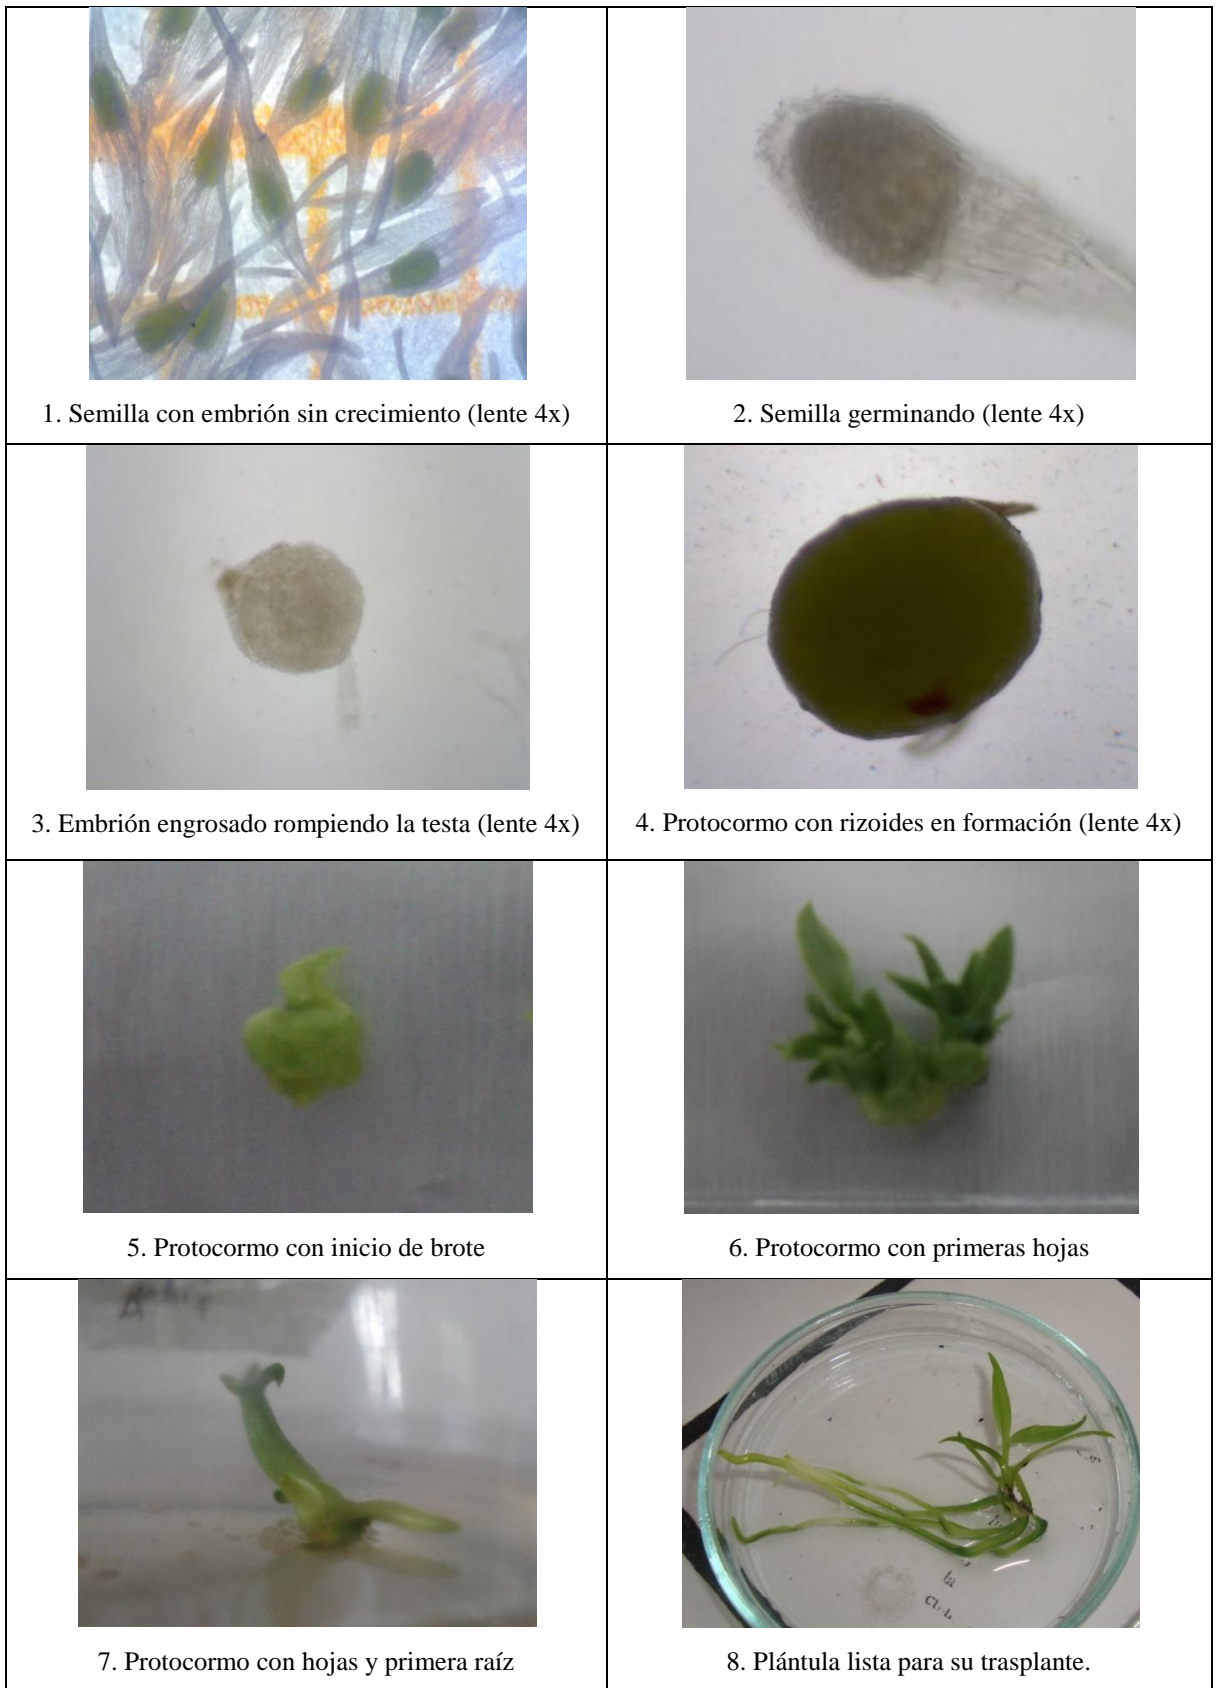 1. Semilla con embrión sin crecimiento (lente 4x)
2. Semilla germinando (lente 4x)
3. Embrión engrosado rompiendo la testa (lente 4x)
4. Protocormo con rizoides en formación (lente 4x)
5. Protocormo con inicio de brote
6. Protocormo con primeras hojas
7. Protocormo con hojas y primera raíz
la
8. Plántula lista para su trasplante.